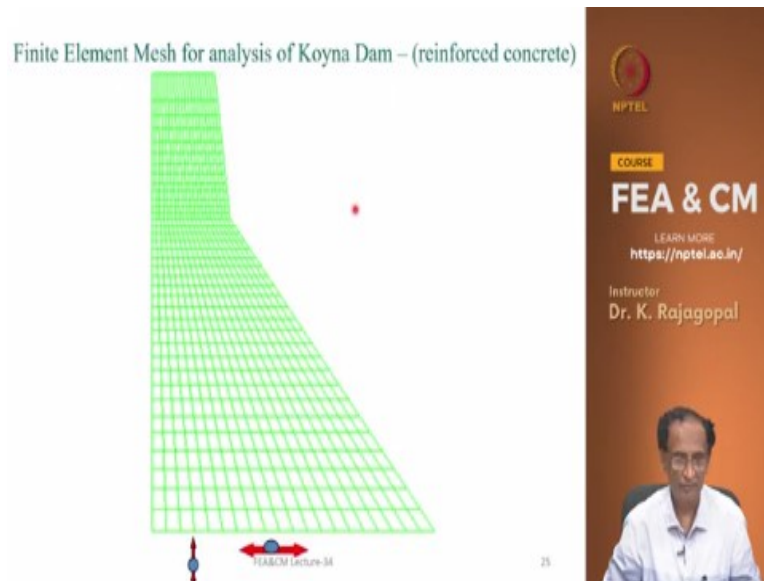 Finite Element Mesh for analysis of Koyna Dam – (reinforced concrete)
NPTEL
COURSE
FEA & CM
LEARN MORE
https://nptel.ac.in/
Instructor
Dr. K. Rajagopal
FEA&CM Lecture-34
25